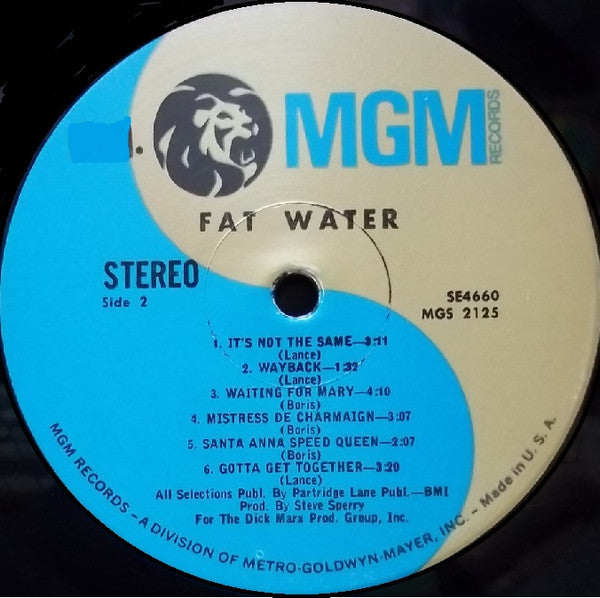 MGM
RECORDS
FAT WATER
STEREO
Side 2
SE4660
MGS 2125
1. IT'S NOT THE SAME—3:11
(Lance)
2. WAYBACK—1:32
(Lance)
3. WAITING FOR MARY—4:10
(Boris)
4. MISTRESS DE CHARMAIGN—3:07
(Boris)
5. SANTA ANNA SPEED QUEEN—2:07
(Boris)
6. GOTTA GET TOGETHER—3:20
(Lance)
All Selections Publ. By Partridge Lane Publ.—BMI
Prod. By Steve Sperry
For The Dick Marx Prod. Group, Inc.
MGM RECORDS – A DIVISION OF METRO-GOLDWYN-MAYER, INC. – Made in U. S. A.